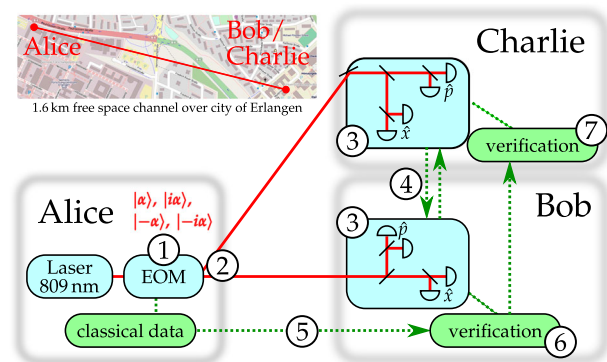 Alice
Bob/
Charlie
1.6 km free space channel over city of Erlangen
Charlie
p̂
x̂
3
7
verification
4
Alice
|α⟩, |iα⟩,
|−α⟩, |−iα⟩
1
2
Laser
809 nm
EOM
classical data
5
Bob
3
p̂
x̂
verification
6